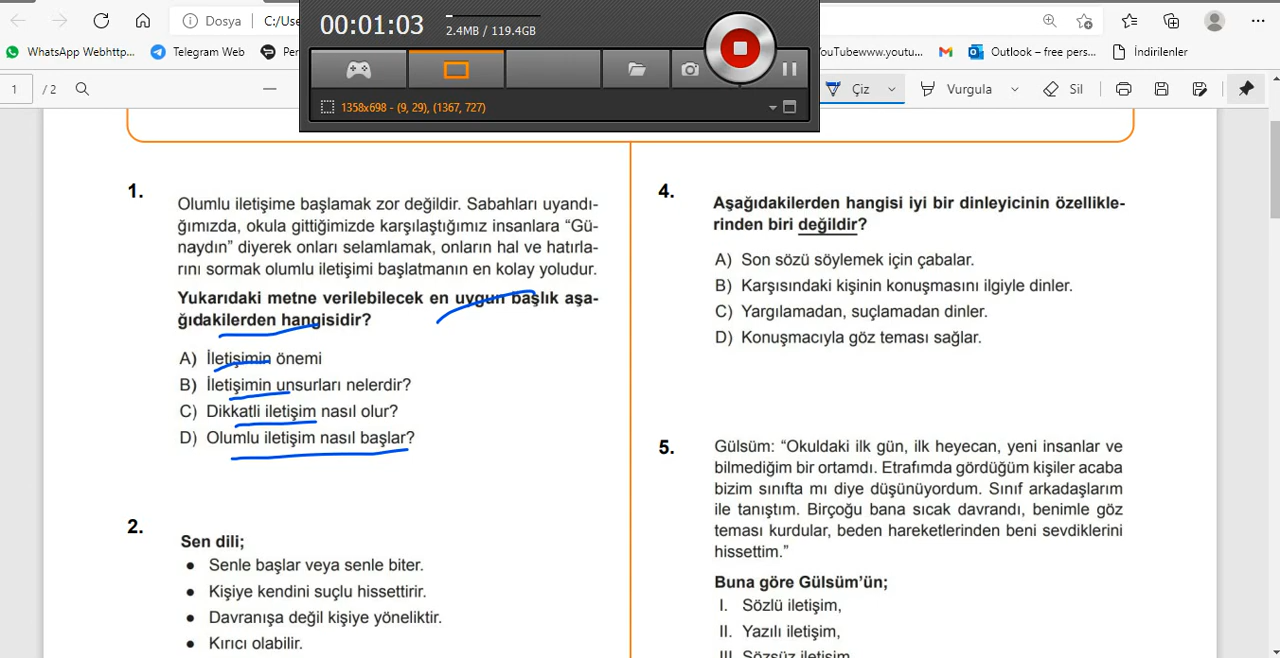 Dosya
C:/Use
00:01:03
2.4MB / 119.4GB
1358x698 - (9, 29), (1367, 727)
WhatsApp Webhttp...
Telegram Web
Per
YouTubewww.youtu...
Outlook – free pers...
İndirilenler
1
/ 2
Çiz
Vurgula
Sil
1.
Olumlu iletişime başlamak zor değildir. Sabahları uyandı-
ğımızda, okula gittiğimizde karşılaştığımız insanlara “Gü-
naydın” diyerek onları selamlamak, onların hal ve hatırla-
rını sormak olumlu iletişimi başlatmanın en kolay yoludur.
Yukarıdaki metne verilebilecek en uygun başlık aşa-
ğıdakilerden hangisidir?
A) İletişimin önemi
B) İletişimin unsurları nelerdir?
C) Dikkatli iletişim nasıl olur?
D) Olumlu iletişim nasıl başlar?
2.
Sen dili;
● Senle başlar veya senle biter.
● Kişiye kendini suçlu hissettirir.
● Davranışa değil kişiye yöneliktir.
● Kırıcı olabilir.
4.
Aşağıdakilerden hangisi iyi bir dinleyicinin özellikle-
rinden biri değildir?
A) Son sözü söylemek için çabalar.
B) Karşısındaki kişinin konuşmasını ilgiyle dinler.
C) Yargılamadan, suçlamadan dinler.
D) Konuşmacıyla göz teması sağlar.
5.
Gülsüm: “Okuldaki ilk gün, ilk heyecan, yeni insanlar ve
bilmediğim bir ortamdı. Etrafımda gördüğüm kişiler acaba
bizim sınıfta mı diye düşünüyordum. Sınıf arkadaşlarım
ile tanıştım. Birçoğu bana sıcak davrandı, benimle göz
teması kurdular, beden hareketlerinden beni sevdiklerini
hissettim.”
Buna göre Gülsüm’ün;
I. Sözlü iletişim,
II. Yazılı iletişim,
III. Sözsüz iletişim